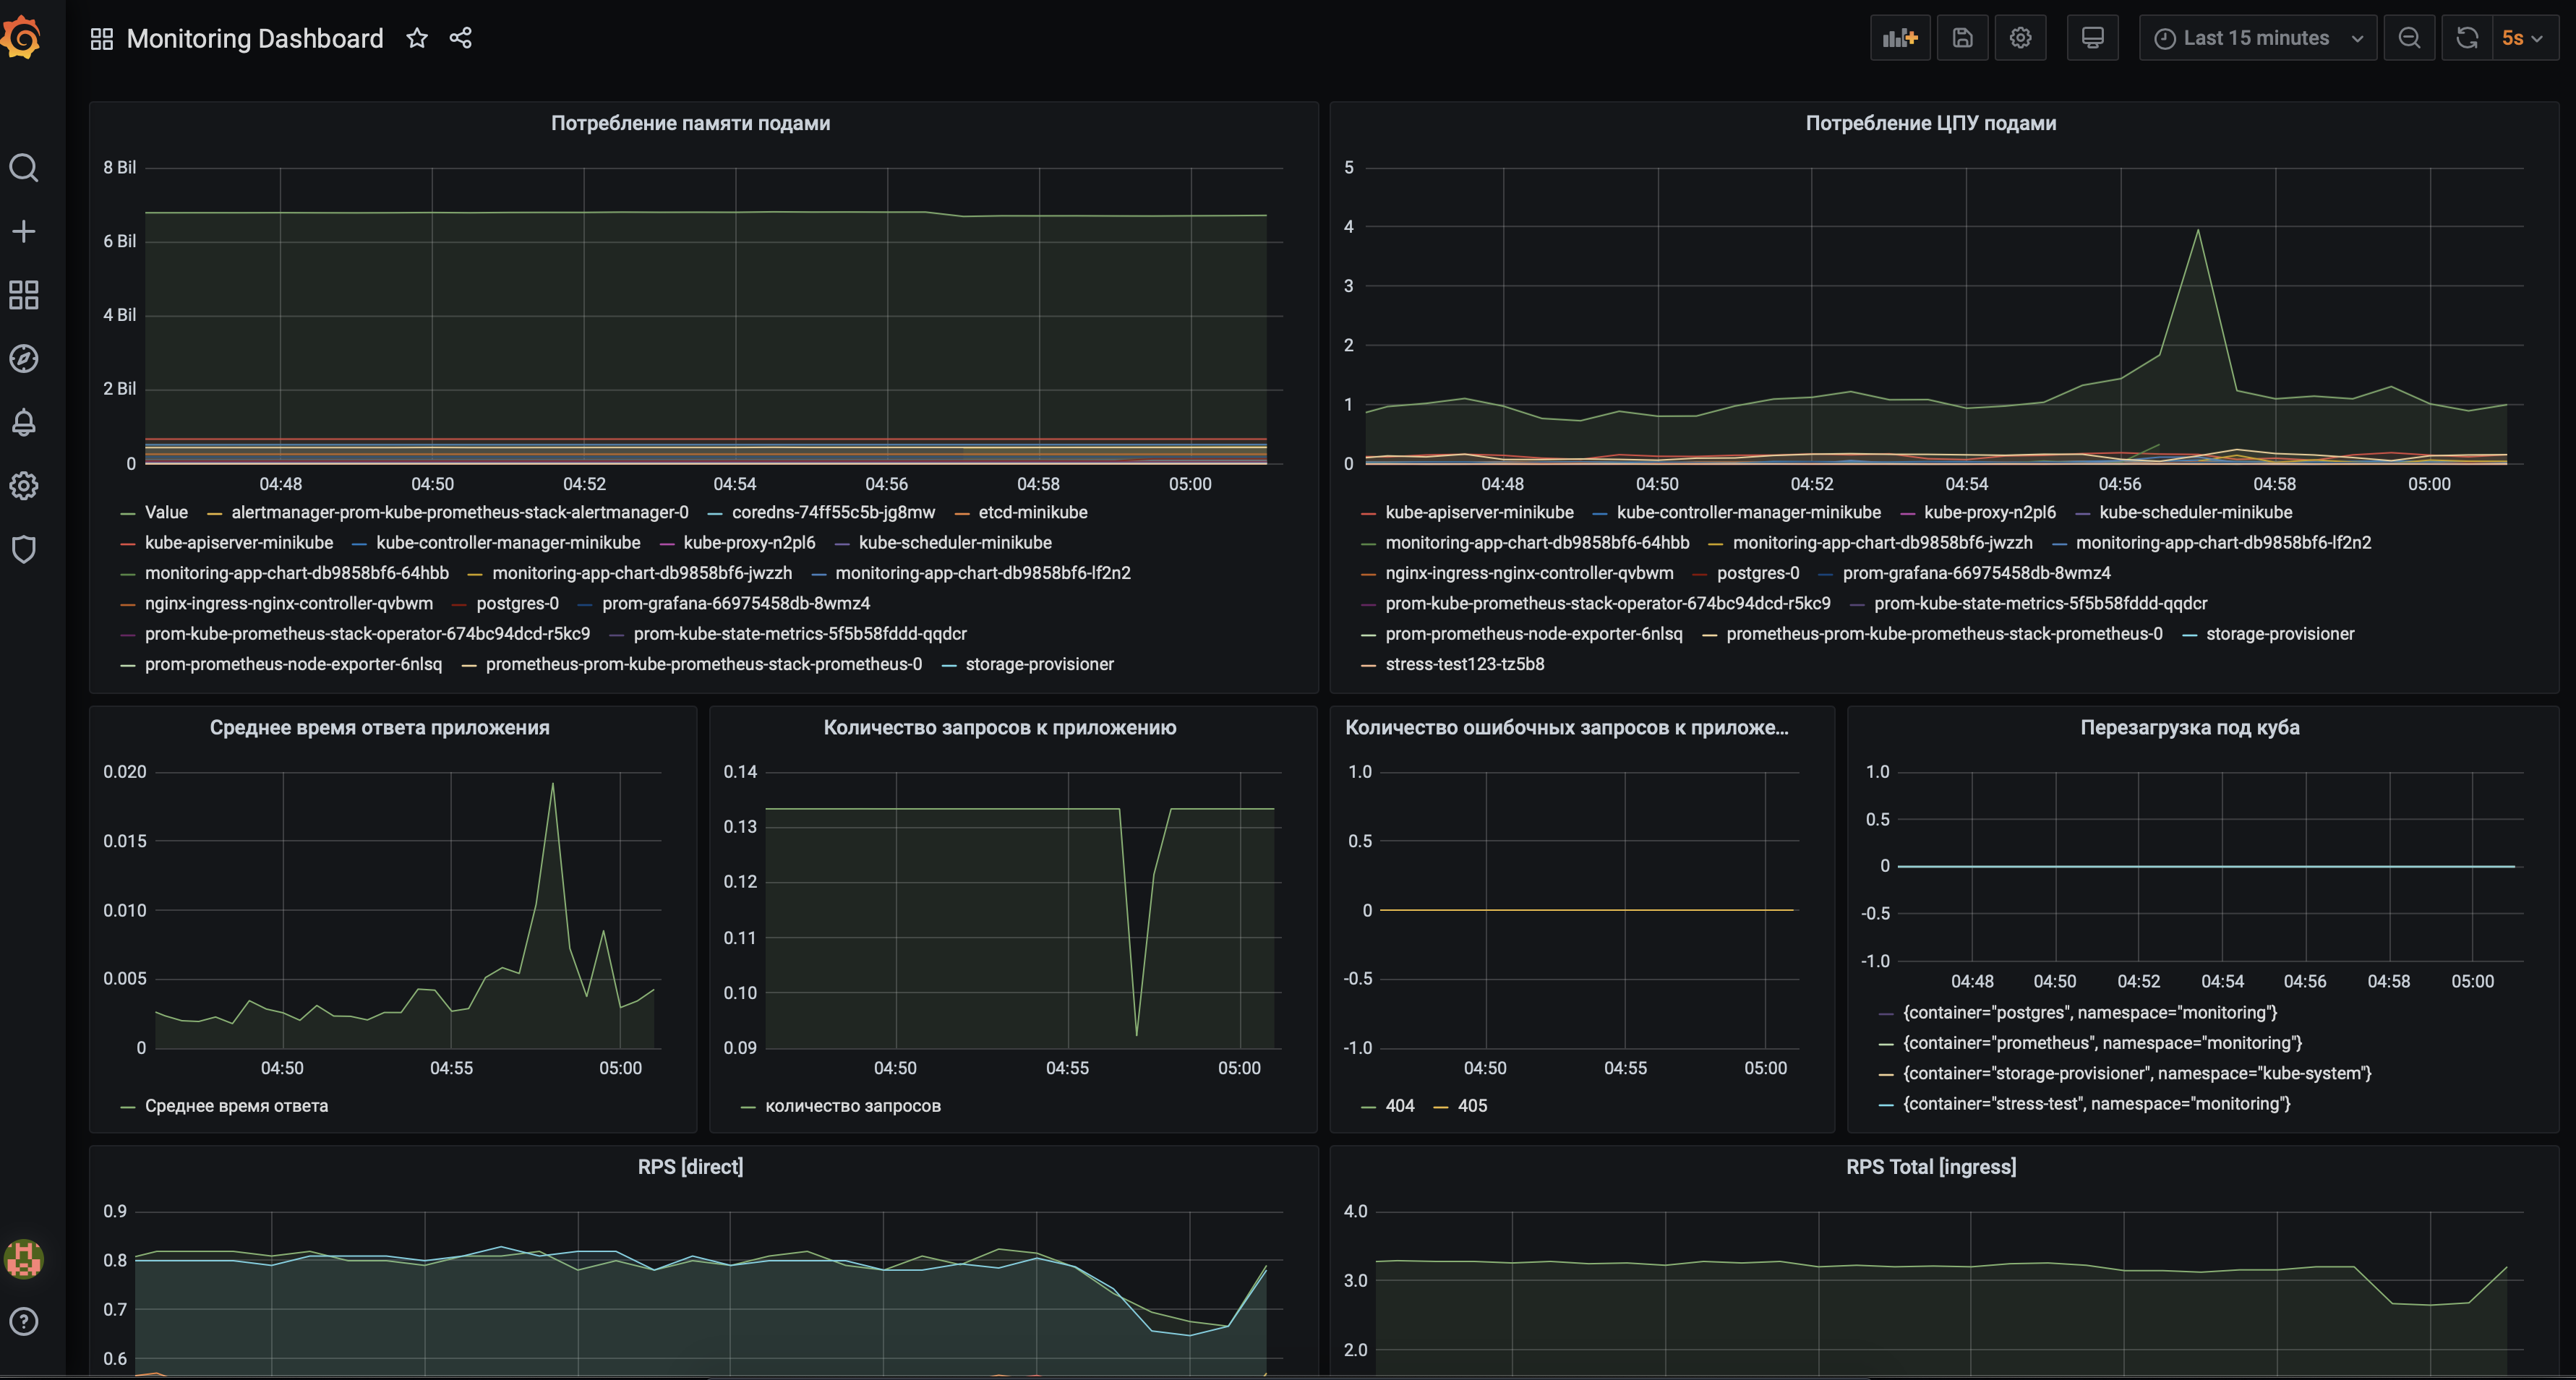 Monitoring Dashboard
Last 15 minutes
5s
Потребление памяти подами
8 Bil
6 Bil
4 Bil
2 Bil
0
04:48 04:50 04:52 04:54 04:56 04:58 05:00
Value alertmanager-prom-kube-prometheus-stack-alertmanager-0 coredns-74ff55c5b-jg8mw etcd-minikube
kube-apiserver-minikube kube-controller-manager-minikube kube-proxy-n2pl6 kube-scheduler-minikube
monitoring-app-chart-db9858bf6-64hbb monitoring-app-chart-db9858bf6-jwzzh monitoring-app-chart-db9858bf6-lf2n2
nginx-ingress-nginx-controller-qvbwm postgres-0 prom-grafana-66975458db-8wmz4
prom-kube-prometheus-stack-operator-674bc94dcd-r5kc9 prom-kube-state-metrics-5f5b58fddd-qqdcr
prom-prometheus-node-exporter-6nlsq prometheus-prom-kube-prometheus-stack-prometheus-0 storage-provisioner
Потребление ЦПУ подами
5
4
3
2
1
0
04:48 04:50 04:52 04:54 04:56 04:58 05:00
kube-apiserver-minikube kube-controller-manager-minikube kube-proxy-n2pl6 kube-scheduler-minikube
monitoring-app-chart-db9858bf6-64hbb monitoring-app-chart-db9858bf6-jwzzh monitoring-app-chart-db9858bf6-lf2n2
nginx-ingress-nginx-controller-qvbwm postgres-0 prom-grafana-66975458db-8wmz4
prom-kube-prometheus-stack-operator-674bc94dcd-r5kc9 prom-kube-state-metrics-5f5b58fddd-qqdcr
prom-prometheus-node-exporter-6nlsq prometheus-prom-kube-prometheus-stack-prometheus-0 storage-provisioner
stress-test123-tz5b8
Среднее время ответа приложения
0.020
0.015
0.010
0.005
0
04:50 04:55 05:00
Среднее время ответа
Количество запросов к приложению
0.14
0.13
0.12
0.11
0.10
0.09
04:50 04:55 05:00
количество запросов
Количество ошибочных запросов к приложе...
1.0
0.5
0
-0.5
-1.0
04:50 04:55 05:00
404 405
Перезагрузка под куба
1.0
0.5
0
-0.5
-1.0
04:48 04:50 04:52 04:54 04:56 04:58 05:00
{container="postgres", namespace="monitoring"}
{container="prometheus", namespace="monitoring"}
{container="storage-provisioner", namespace="kube-system"}
{container="stress-test", namespace="monitoring"}
RPS [direct]
0.9
0.8
0.7
0.6
RPS Total [ingress]
4.0
3.0
2.0